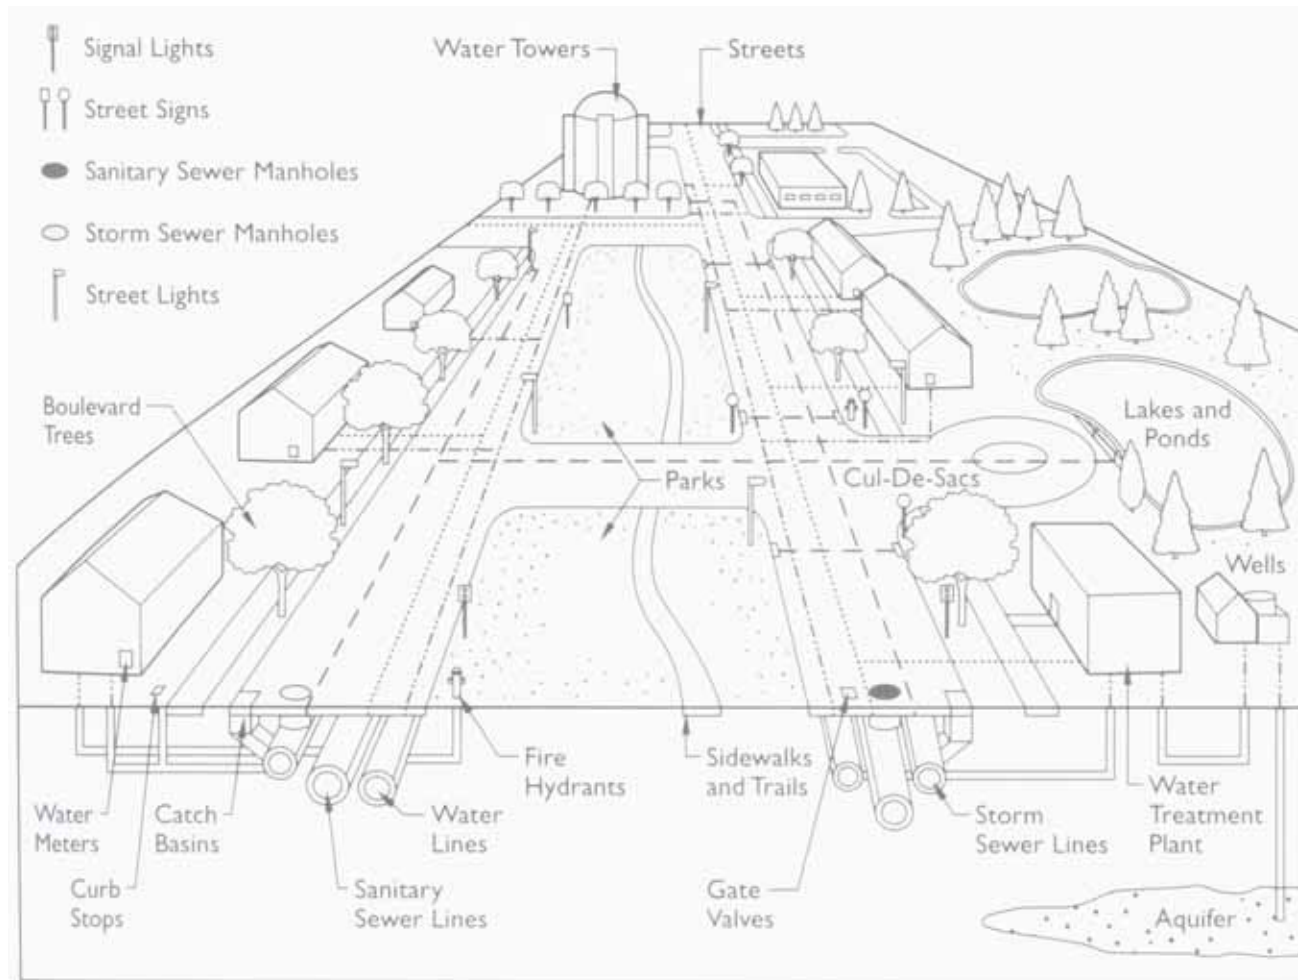 Signal Lights
Water Towers
Streets
Street Signs
Sanitary Sewer Manholes
Storm Sewer Manholes
Street Lights
Boulevard
Trees
Lakes and
Ponds
Parks
Cul-De-Sacs
Wells
Water
Meters
Catch
Basins
Fire
Hydrants
Water
Lines
Sidewalks
and Trails
Storm
Sewer Lines
Water
Treatment
Plant
Curb
Stops
Sanitary
Sewer Lines
Gate
Valves
Aquifer